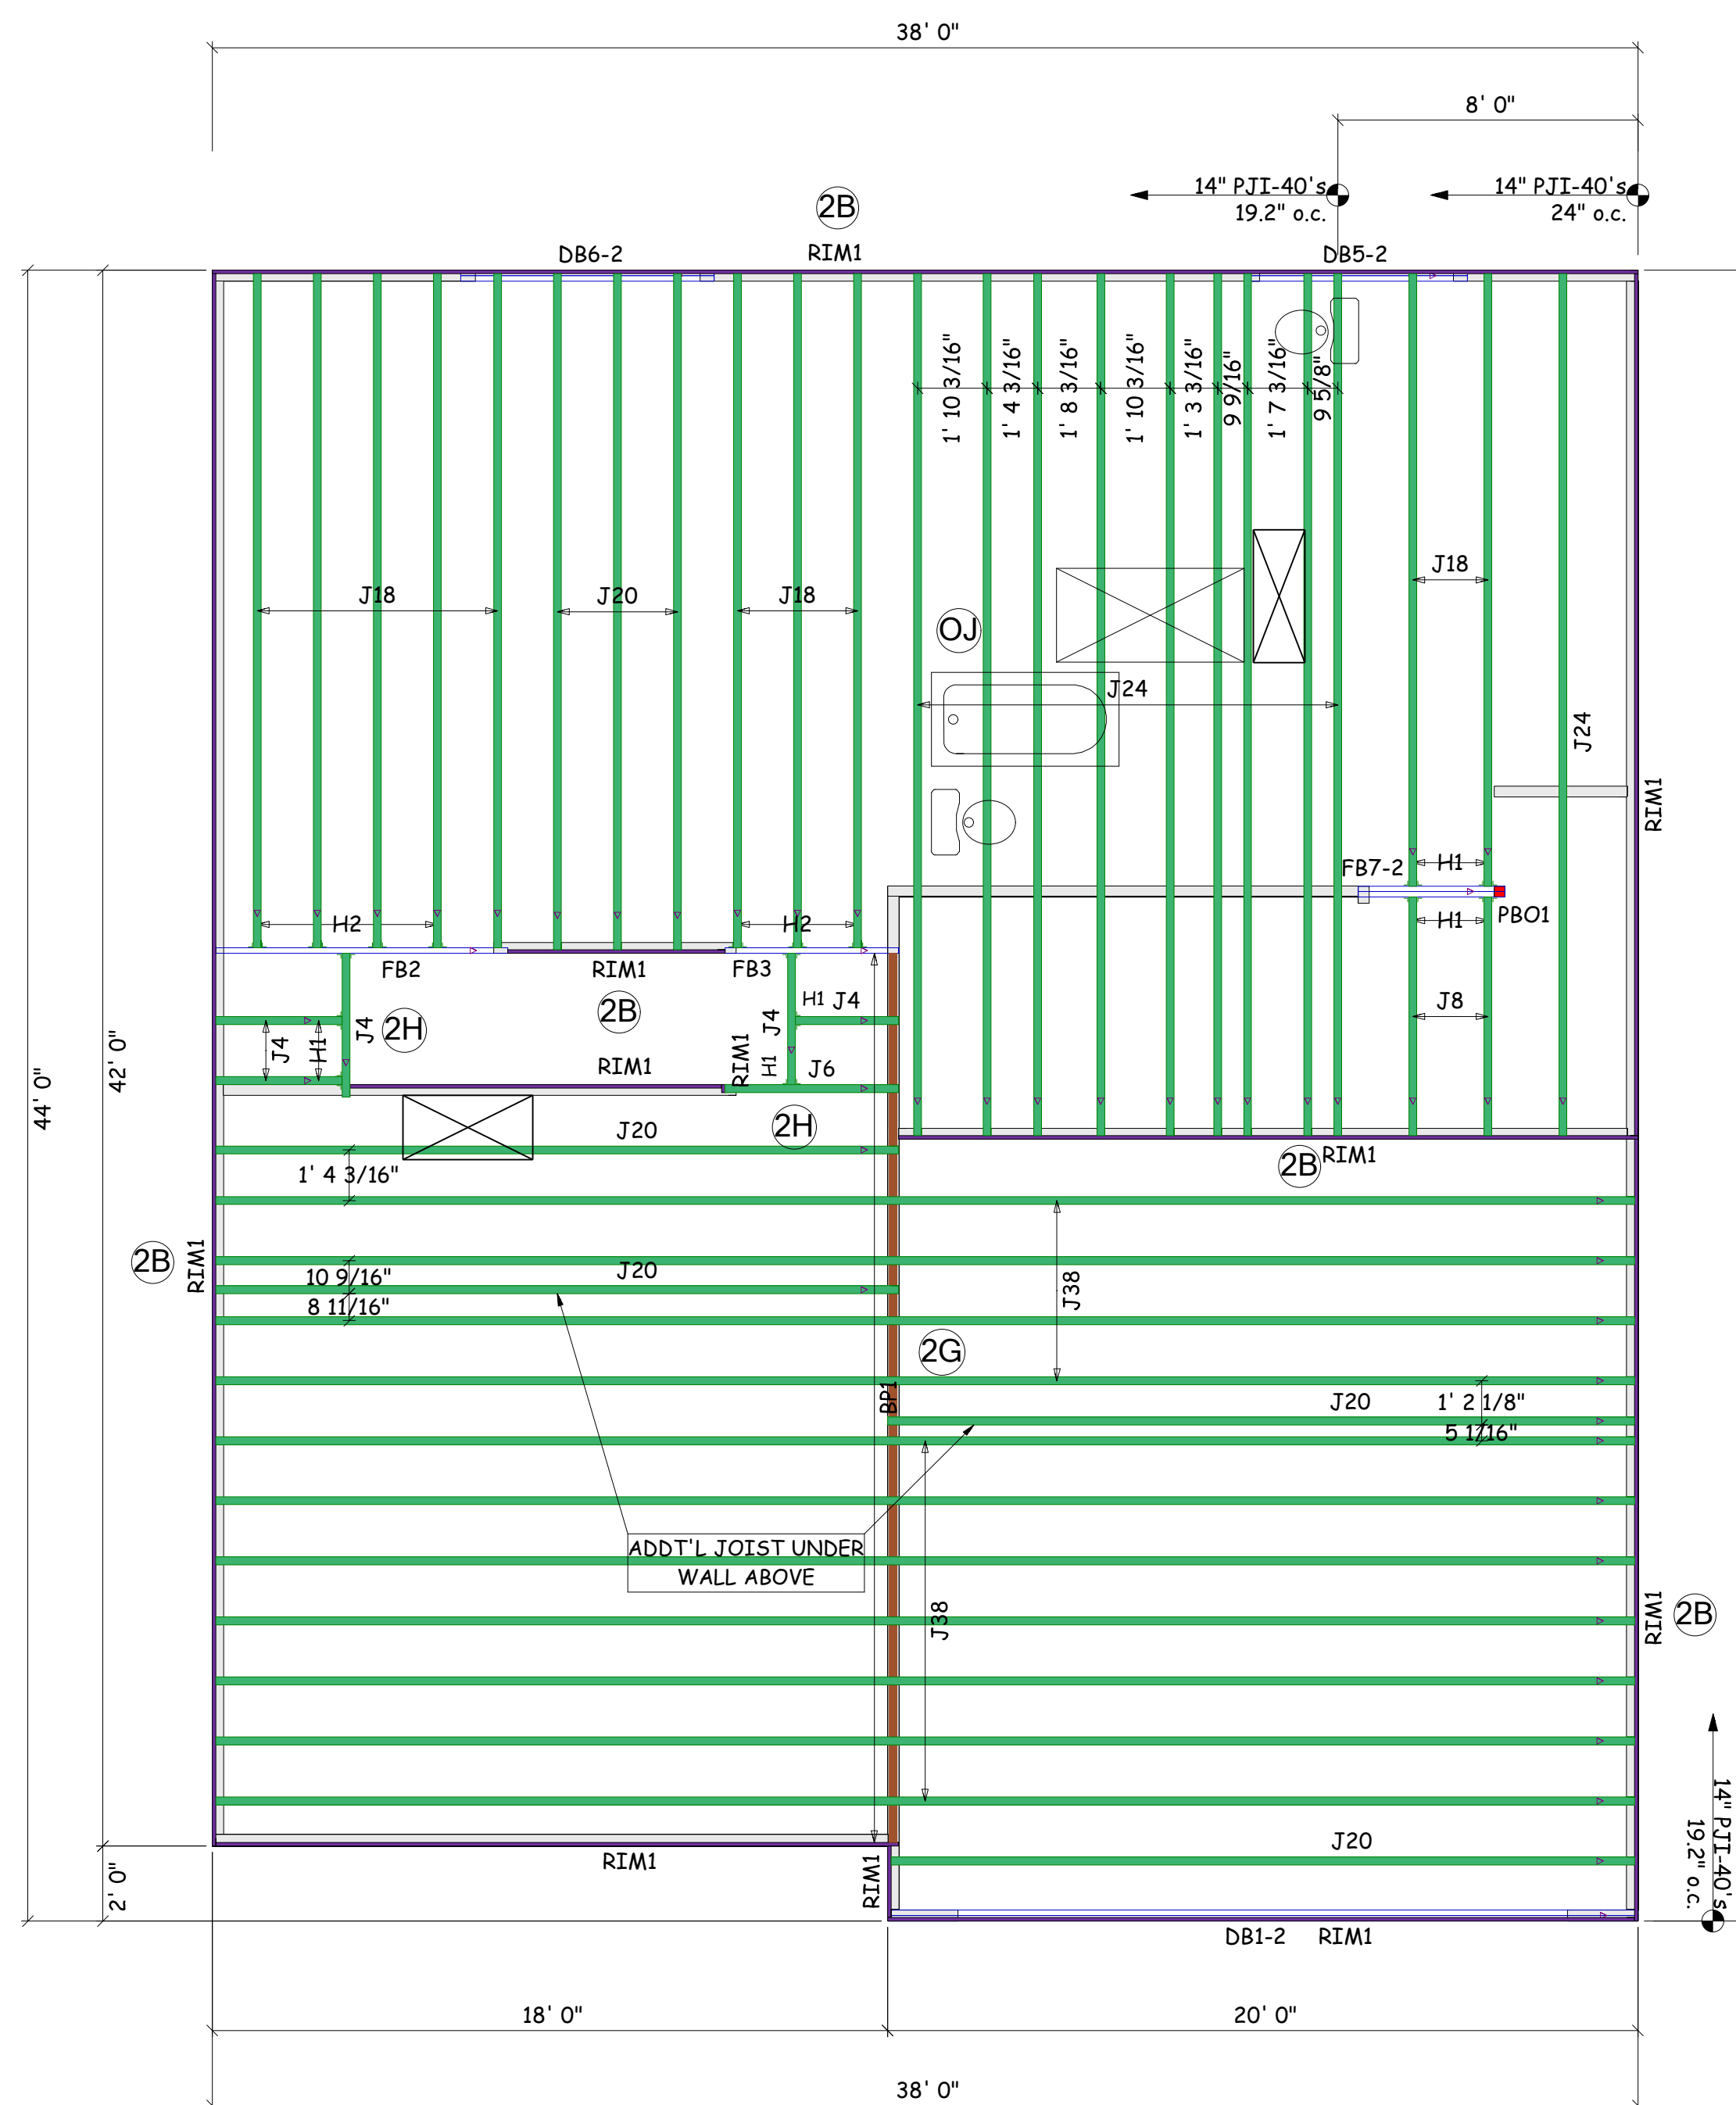 38' 0"
8' 0"
14" PJI-40's
19.2" o.c.
14" PJI-40's
24" o.c.
2B
DB6-2
RIM1
DB5-2
1' 10 3/16"
1' 4 3/16"
1' 8 3/16"
1' 10 3/16"
1' 3 3/16"
9 9/16"
1' 7 3/16"
9 5/8"
J18
J20
J18
J18
OJ
J24
J24
RIM1
FB7-2
H1
PBO1
H1
H2
H2
FB2
RIM1
FB3
J4
2H
2B
H1
J4
J4
H1
J4
H1
RIM1
RIM1
J6
J8
42' 0"
44' 0"
2H
J20
1' 4 3/16"
2B
RIM1
2B
RIM1
10 9/16"
J20
8 11/16"
J38
2G
BP1
J20
1' 2 1/8"
5 1/16"
ADDT'L JOIST UNDER
WALL ABOVE
J38
RIM1
2B
14" PJI-40's
19.2" o.c.
J20
RIM1
RIM1
2' 0"
DB1-2
RIM1
18' 0"
20' 0"
38' 0"